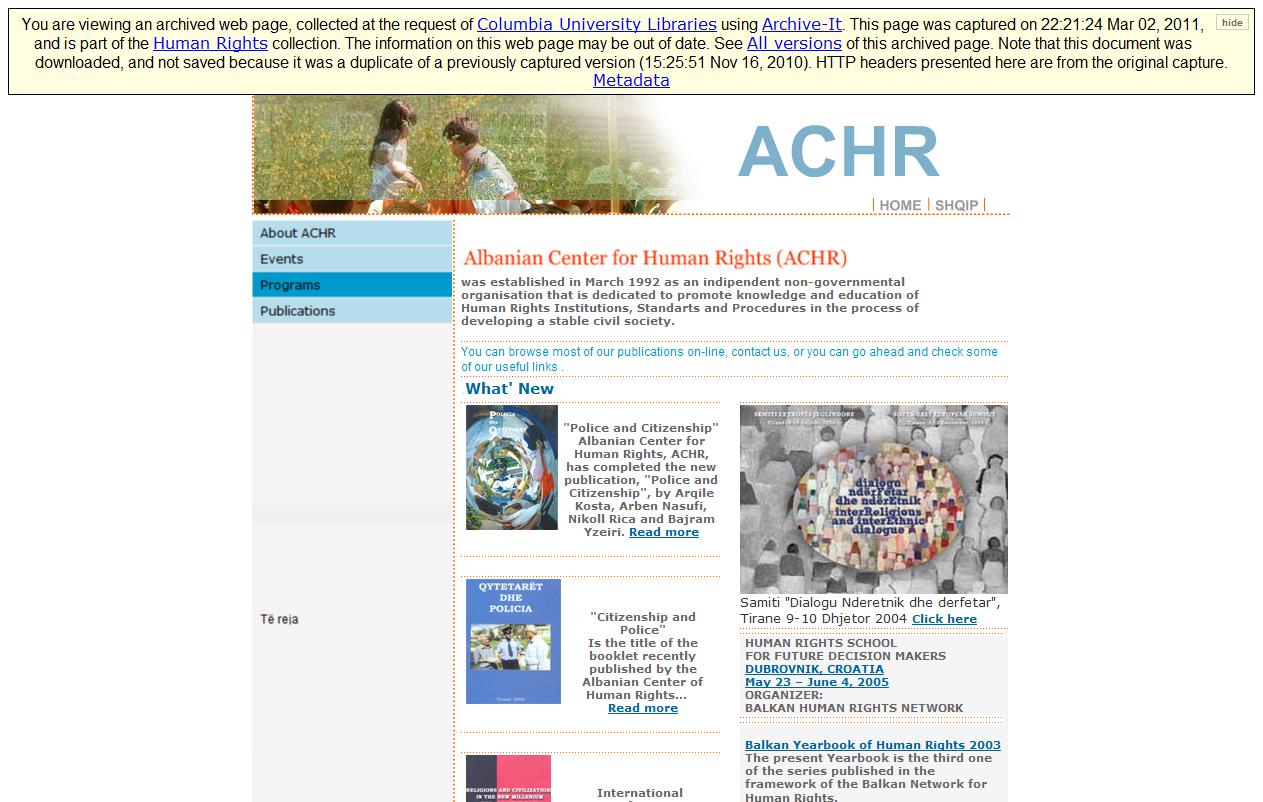 You are viewing an archived web page, collected at the request of Columbia University Libraries using Archive-It. This page was captured on 22:21:24 Mar 02, 2011,
and is part of the Human Rights collection. The information on this web page may be out of date. See All versions of this archived page. Note that this document was
downloaded, and not saved because it was a duplicate of a previously captured version (15:25:51 Nov 16, 2010). HTTP headers presented here are from the original capture.
Metadata
hide
ACHR
HOME
SHQIP
About ACHR
Events
Programs
Publications
Të reja
Albanian Center for Human Rights (ACHR)
was established in March 1992 as an indipendent non-governmental
organisation that is dedicated to promote knowledge and education of
Human Rights Institutions, Standarts and Procedures in the process of
developing a stable civil society.
You can browse most of our publications on-line, contact us, or you can go ahead and check some
of our useful links .
What' New
POLICIA
dhe
QYTETARËT
"Police and Citizenship"
Albanian Center for
Human Rights, ACHR,
has completed the new
publication, "Police and
Citizenship", by Arqile
Kosta, Arben Nasufi,
Nikoll Rica and Bajram
Yzeiri. Read more
QYTETARËT
DHE
POLICIA
Tiranë, 2004
"Citizenship and
Police"
Is the title of the
booklet recently
published by the
Albanian Center of
Human Rights...
Read more
RELIGIONS AND CIVILIZATIONS
IN THE NEW MILLENIUM
International
SOUTH-EAST EUROPEAN SUMMIT
dialogu
ndërfetar
dhe ndërEtnik
interReligious
and interEthnic
dialogue
Samiti "Dialogu Nderetnik dhe derfetar",
Tirane 9-10 Dhjetor 2004 Click here
HUMAN RIGHTS SCHOOL
FOR FUTURE DECISION MAKERS
DUBROVNIK, CROATIA
May 23 – June 4, 2005
ORGANIZER:
BALKAN HUMAN RIGHTS NETWORK
Balkan Yearbook of Human Rights 2003
The present Yearbook is the third one
of the series published in the
framework of the Balkan Network for
Human Rights.